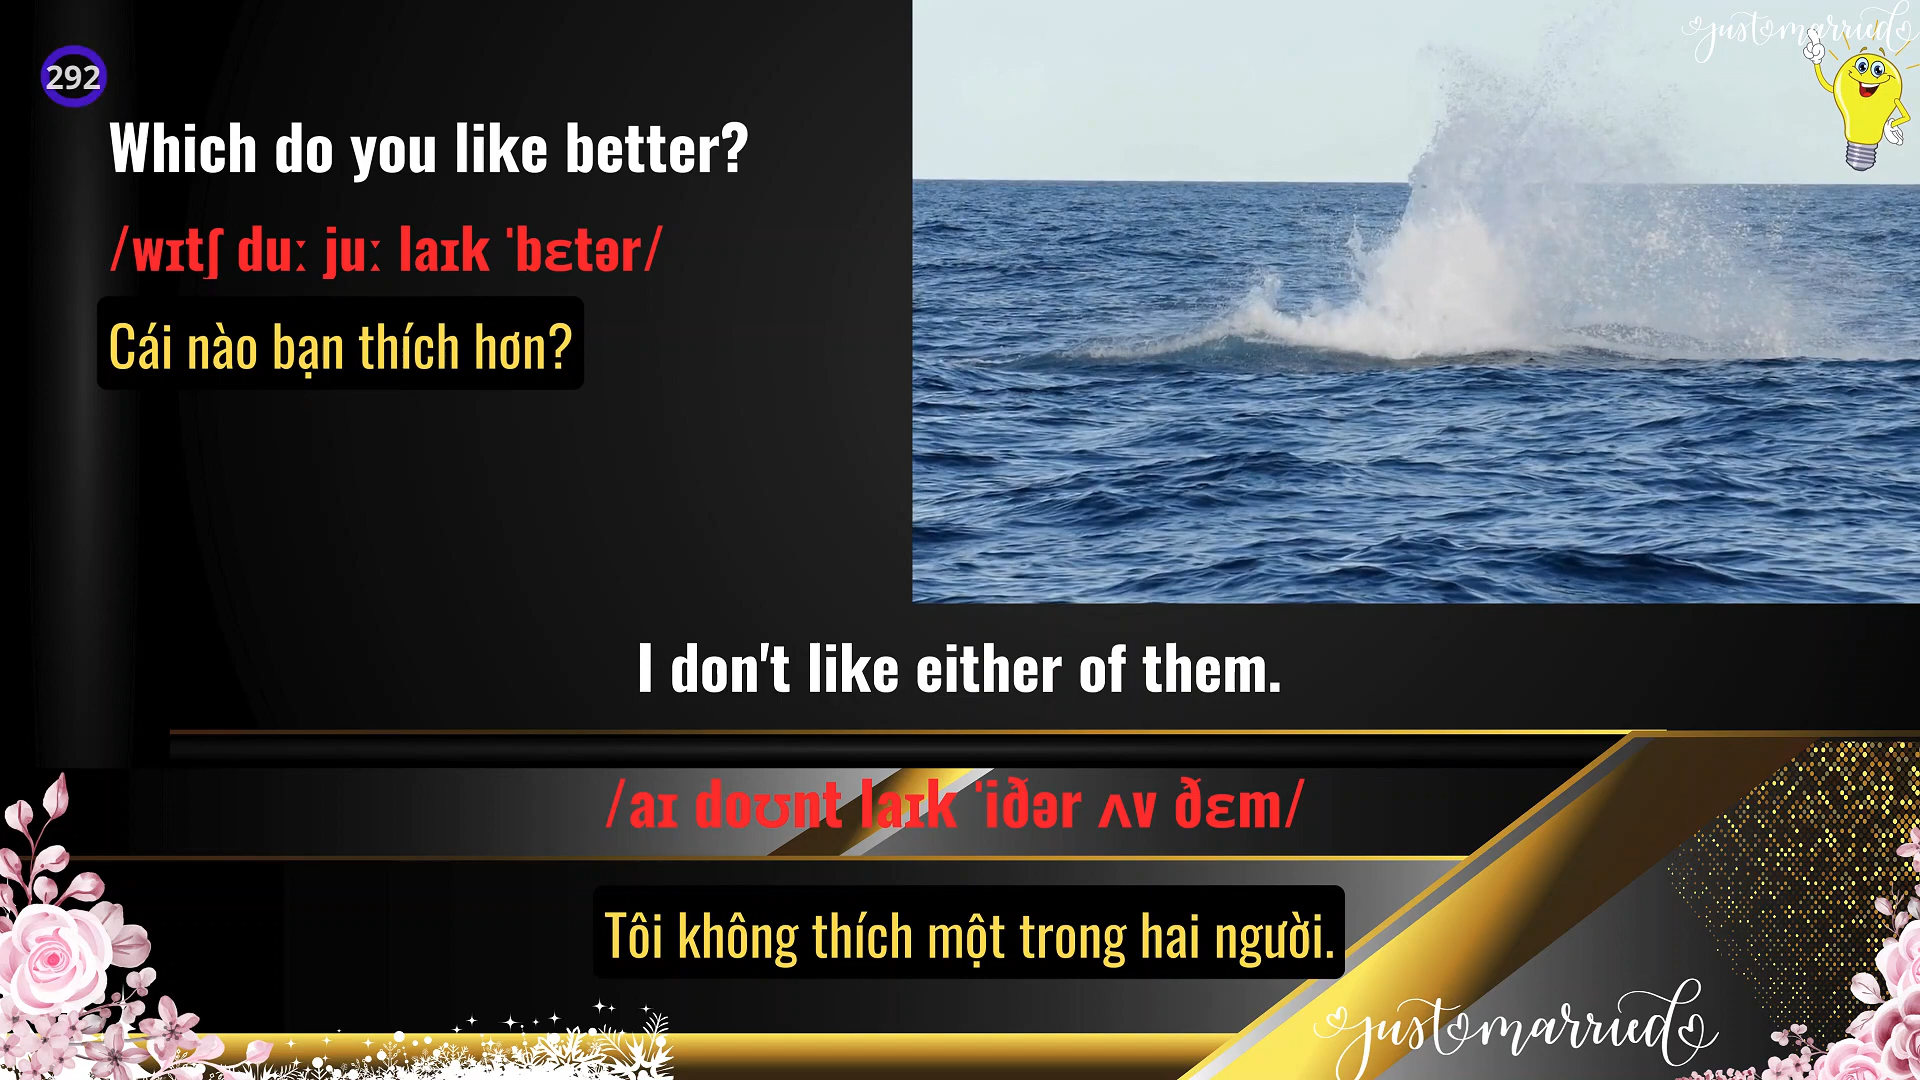 justmarried
292
Which do you like better?
/wɪtʃ duː juː laɪk ˈbɛtər/
Cái nào bạn thích hơn?
I don't like either of them.
/aɪ doʊnt laɪk ˈiðər ʌv ðɛm/
Tôi không thích một trong hai người.
justmarried